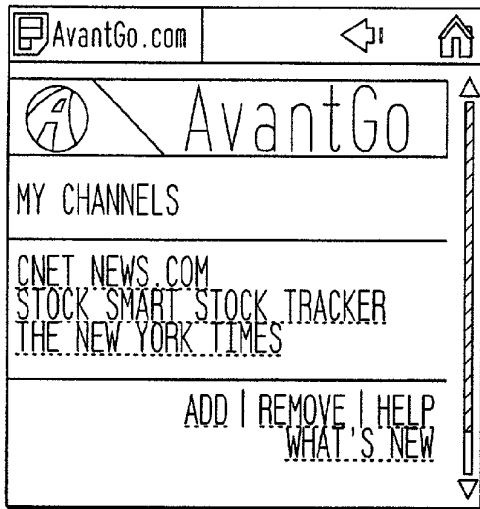 AvantGo.com
AvantGo
MY CHANNELS
CNET NEWS.COM
STOCK SMART STOCK TRACKER
THE NEW YORK TIMES
ADD | REMOVE | HELP
WHAT'S NEW